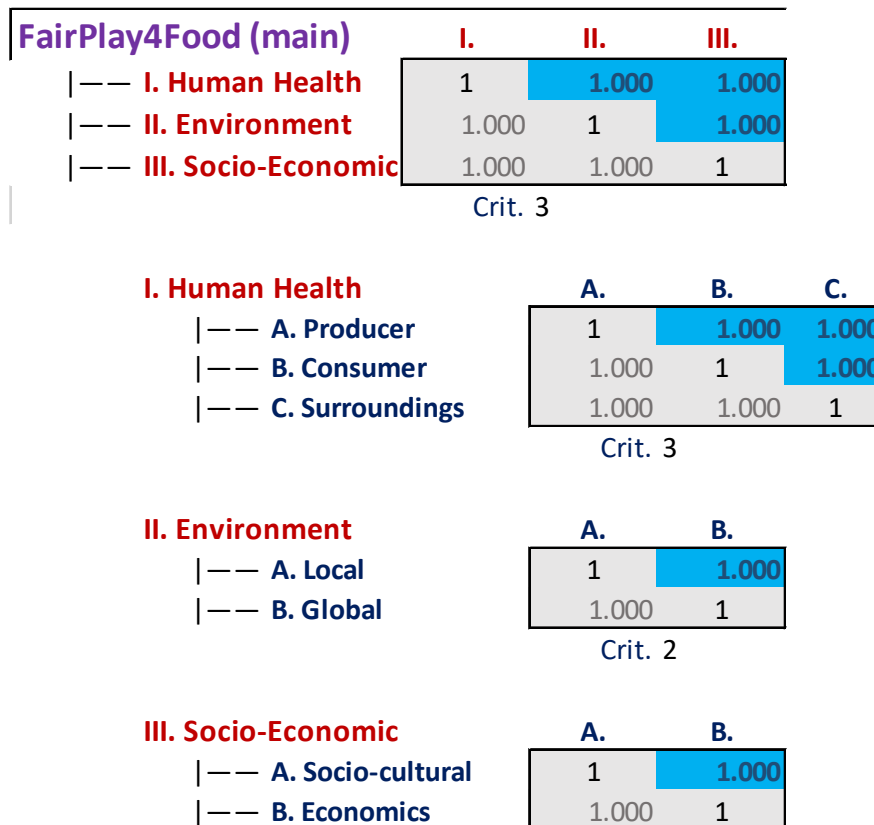 FairPlay4Food (main) I. II. III.
|—— I. Human Health 1 1.000 1.000
|—— II. Environment 1.000 1 1.000
|—— III. Socio-Economic 1.000 1.000 1
Crit. 3
I. Human Health A. B. C.
|—— A. Producer 1 1.000 1.000
|—— B. Consumer 1.000 1 1.000
|—— C. Surroundings 1.000 1.000 1
Crit. 3
II. Environment A. B.
|—— A. Local 1 1.000
|—— B. Global 1.000 1
Crit. 2
III. Socio-Economic A. B.
|—— A. Socio-cultural 1 1.000
|—— B. Economics 1.000 1